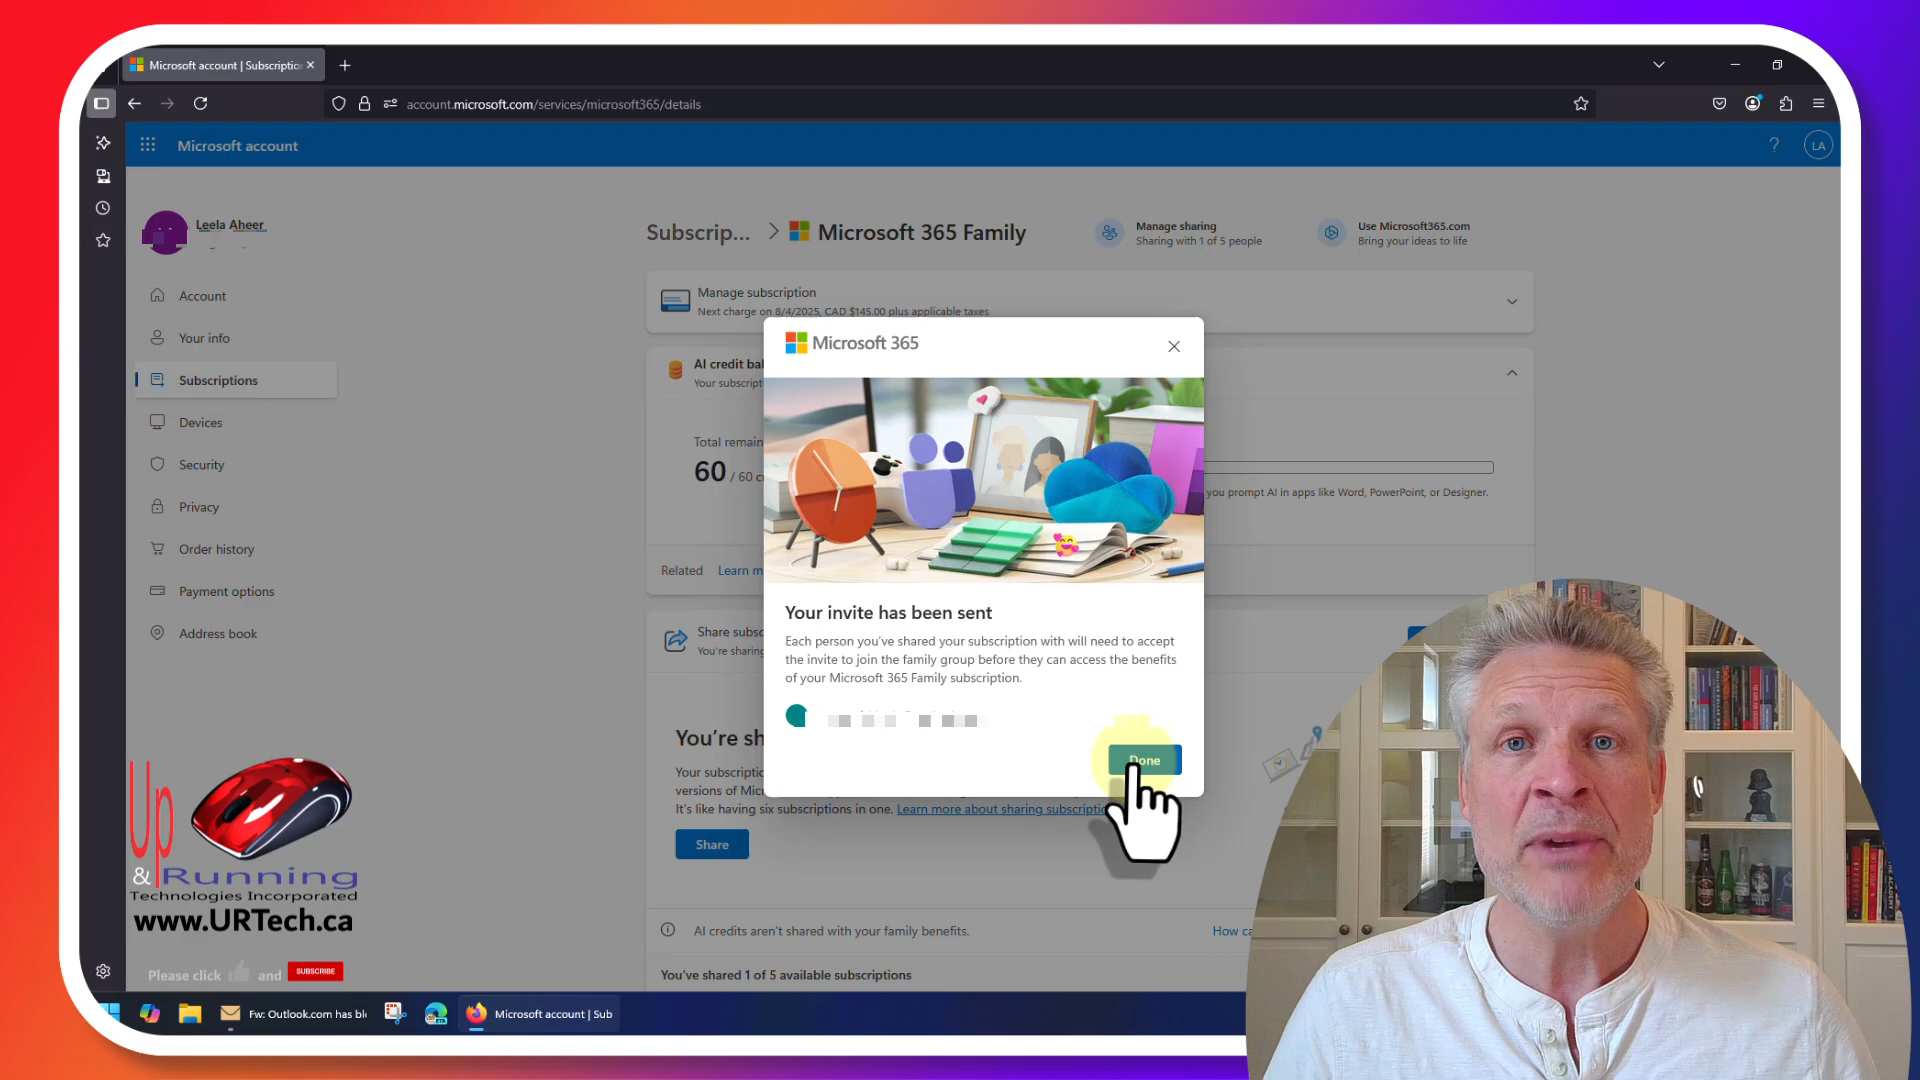 Microsoft account | Subscriptio
account.microsoft.com/services/microsoft365/details
Microsoft account
?
LA
Leela Aheer
Account
Your info
Subscriptions
Devices
Security
Privacy
Order history
Payment options
Address book
Subscrip... > Microsoft 365 Family
Manage sharing
Sharing with 1 of 5 people
Use Microsoft365.com
Bring your ideas to life
Manage subscription
Next charge on 8/4/2025, CAD $145.00 plus applicable taxes
AI credit bal
Your subscript
Total remain
60 / 60 c
you prompt AI in apps like Word, PowerPoint, or Designer.
Related Learn m
Microsoft 365
Your invite has been sent
Each person you've shared your subscription with will need to accept
the invite to join the family group before they can access the benefits
of your Microsoft 365 Family subscription.
Done
Share subsc
You're sharing
You're sh
Your subscriptio
versions of Mic
It's like having six subscriptions in one. Learn more about sharing subscriptio
Share
AI credits aren't shared with your family benefits.
How ca
You've shared 1 of 5 available subscriptions
Up
& Running
Technologies Incorporated
www.URTech.ca
Please click and SUBSCRIBE
Fw: Outlook.com has bl
Microsoft account | Sub